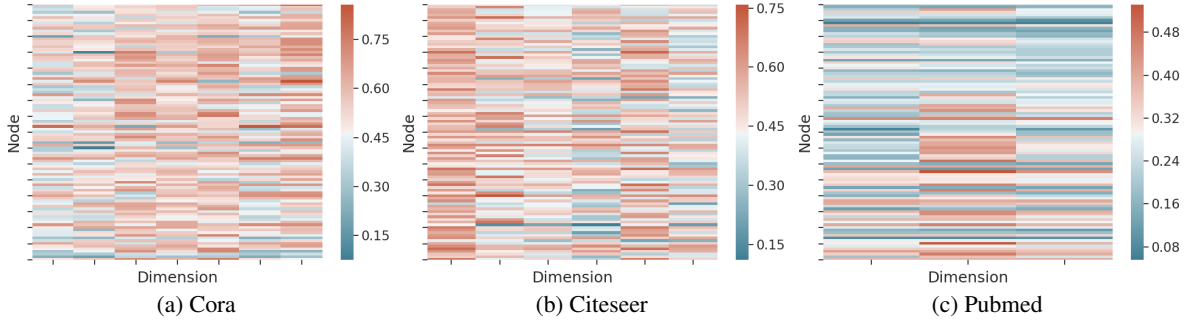 Node
0.75
0.60
0.45
0.30
0.15
Dimension
(a) Cora
Node
0.75
0.60
0.45
0.30
0.15
Dimension
(b) Citeseer
Node
0.48
0.40
0.32
0.24
0.16
0.08
Dimension
(c) Pubmed